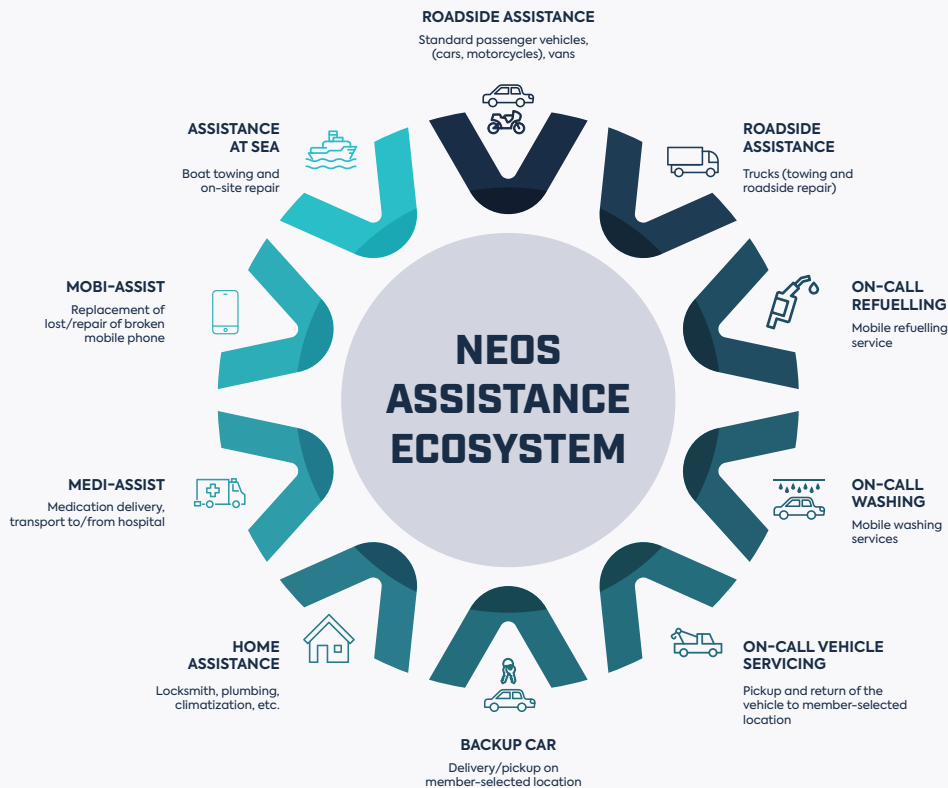 ROADSIDE ASSISTANCE
Standard passenger vehicles,
(cars, motorcycles), vans
ROADSIDE
ASSISTANCE
Trucks (towing and
roadside repair)
ON-CALL
REFUELLING
Mobile refuelling
service
ON-CALL
WASHING
Mobile washing
services
ON-CALL VEHICLE
SERVICING
Pickup and return of the
vehicle to member-selected
location
BACKUP CAR
Delivery/pickup on
member-selected location
HOME
ASSISTANCE
Locksmith, plumbing,
climatization, etc.
MEDI-ASSIST
Medication delivery,
transport to/from hospital
MOBI-ASSIST
Replacement of
lost/repair of broken
mobile phone
ASSISTANCE
AT SEA
Boat towing and
on-site repair
NEOS
ASSISTANCE
ECOSYSTEM